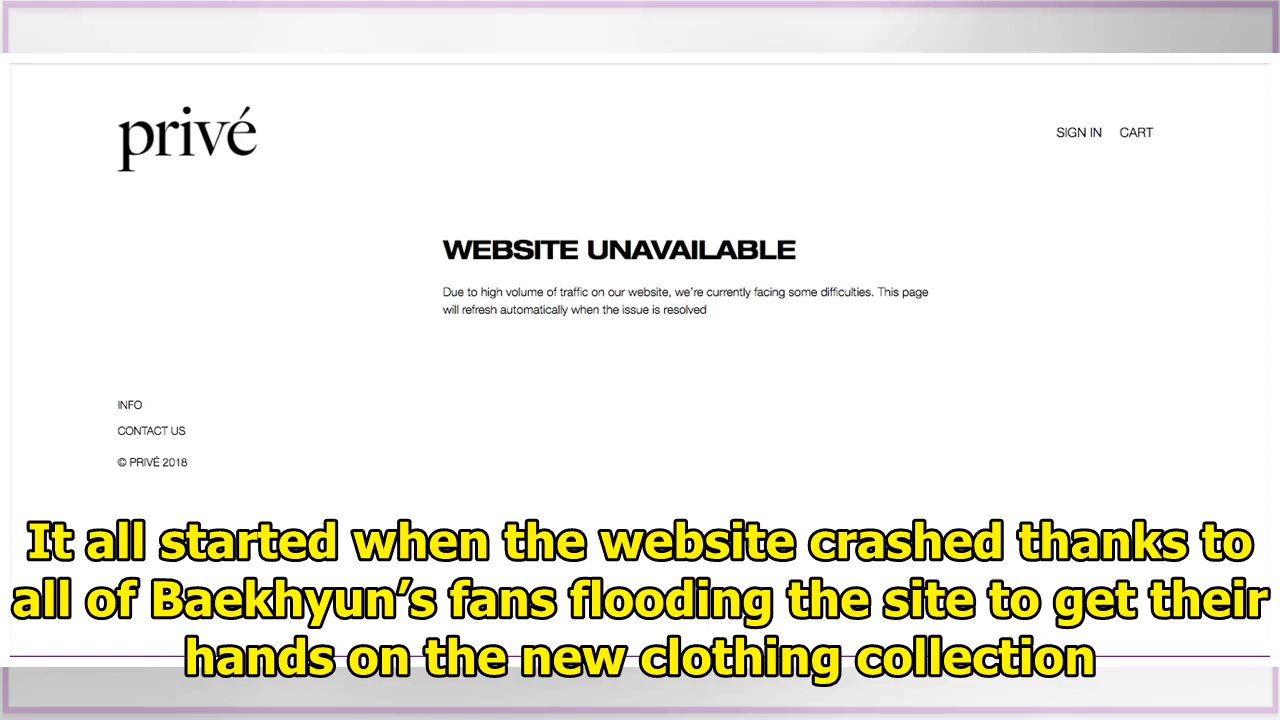 privé
SIGN IN CART
WEBSITE UNAVAILABLE
Due to high volume of traffic on our website, we're currently facing some difficulties. This page
will refresh automatically when the issue is resolved
INFO
CONTACT US
© PRIVÉ 2018
It all started when the website crashed thanks to
all of Baekhyun’s fans flooding the site to get their
hands on the new clothing collection